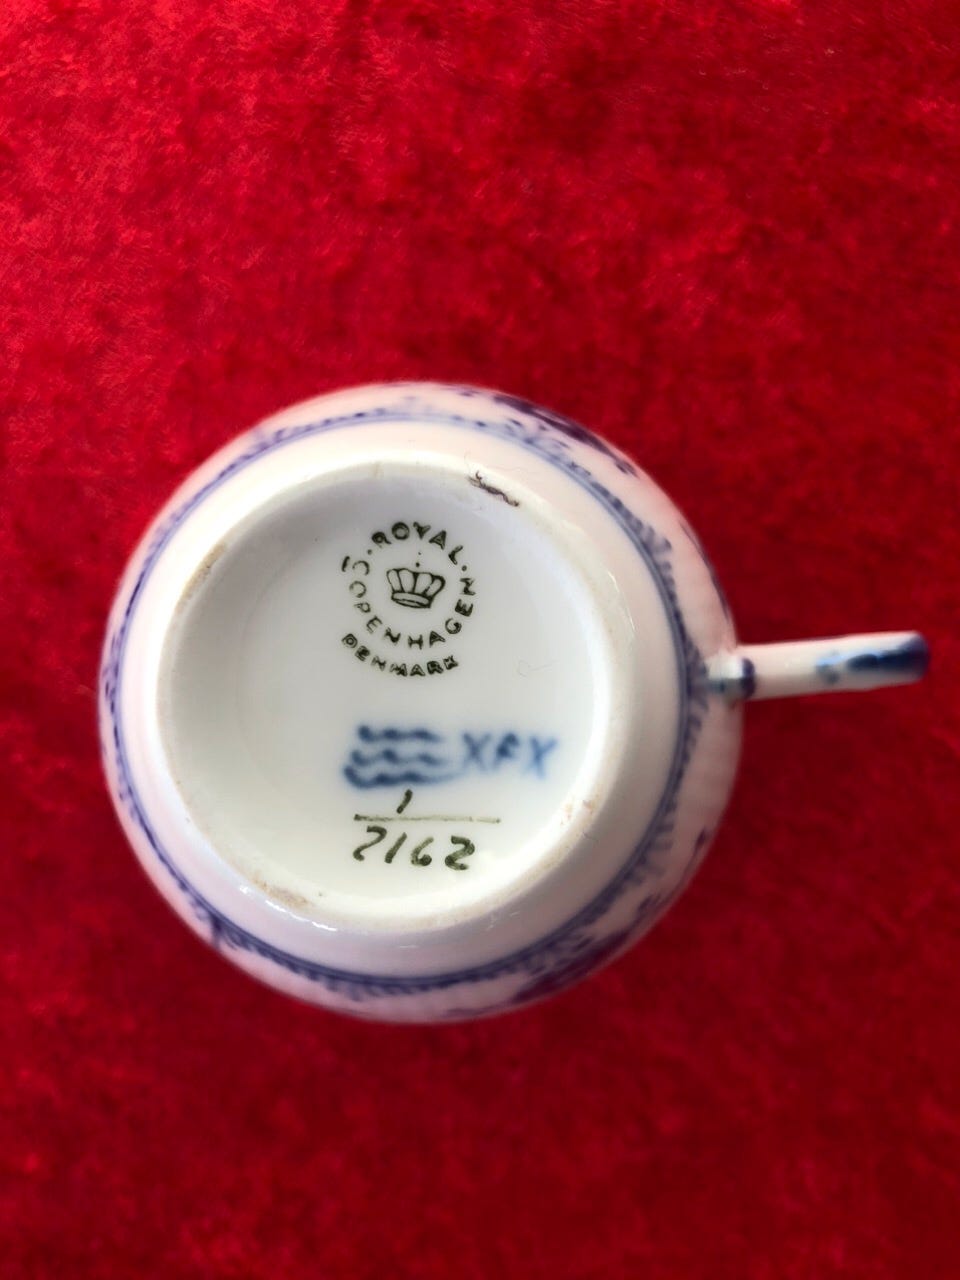 ROYAL
COPENHAGEN
DENMARK
XFX
1
2162